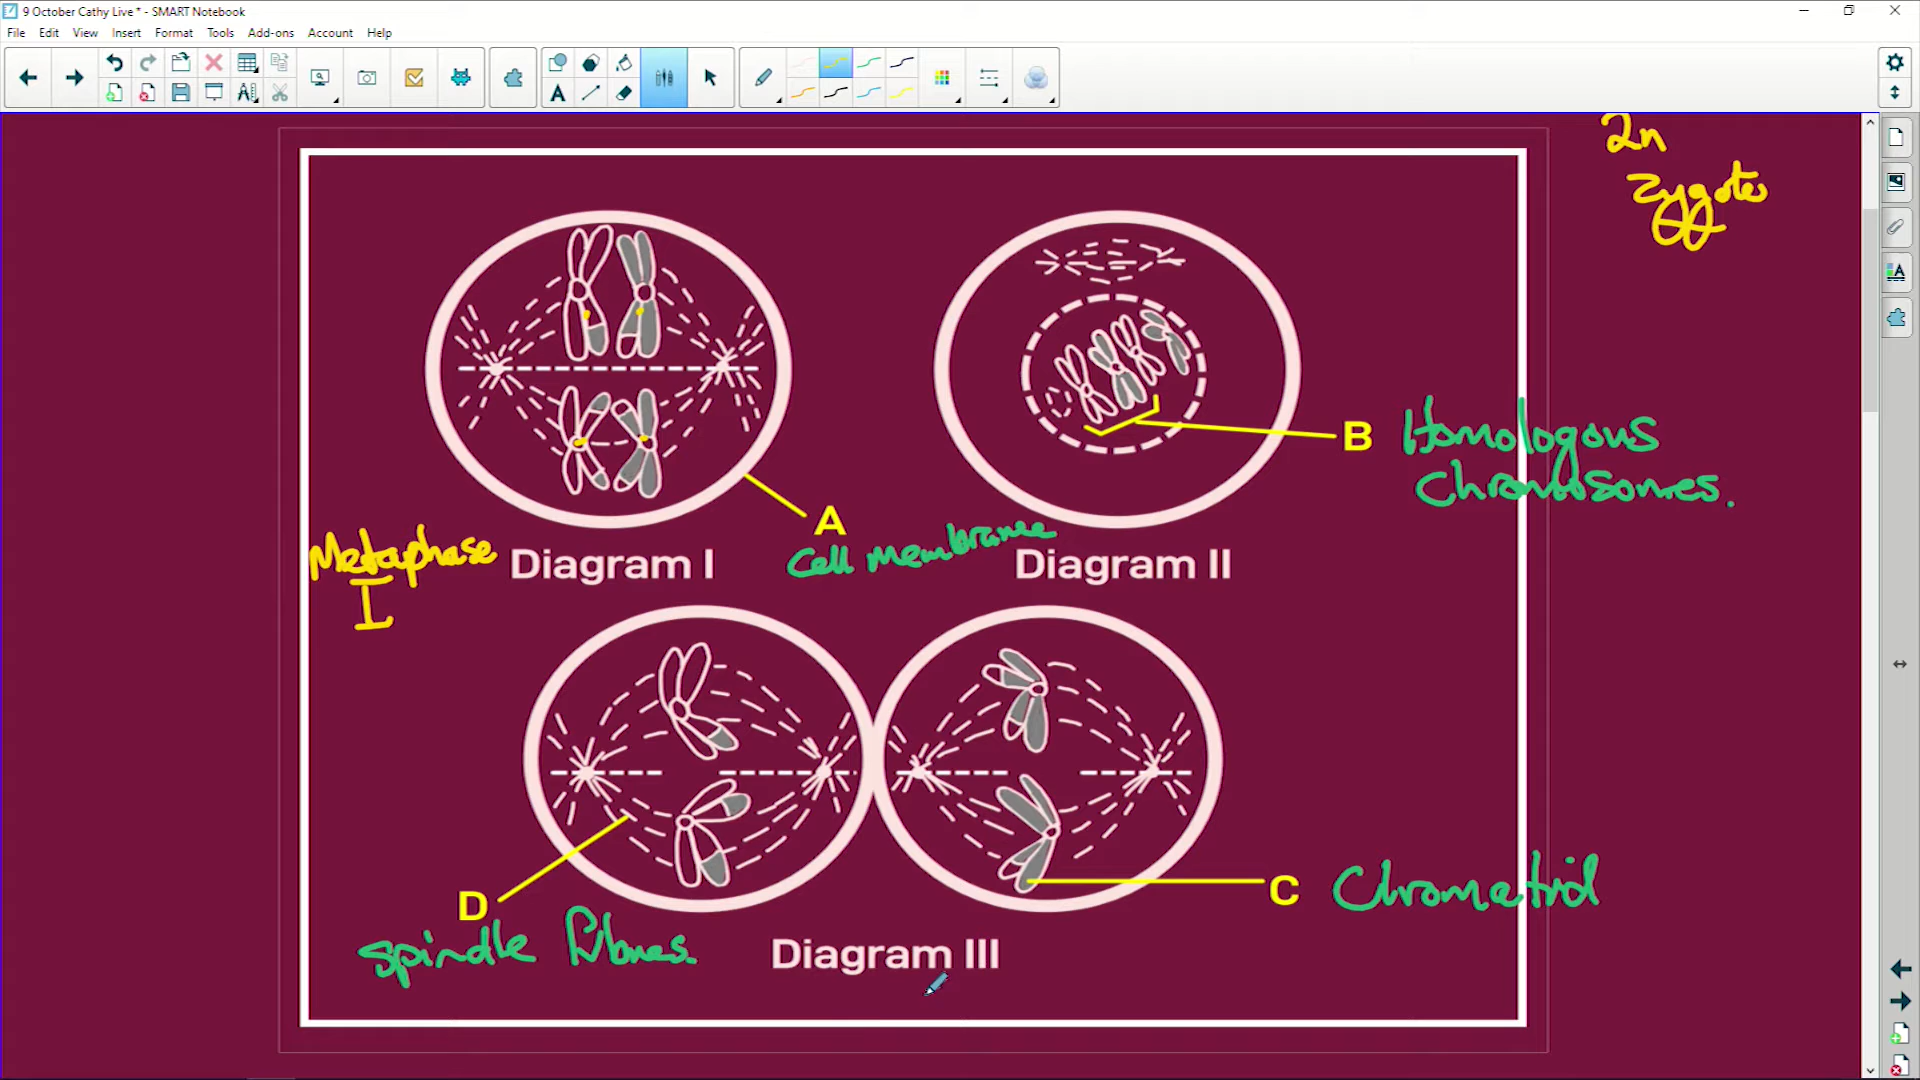 9 October Cathy Live * - SMART Notebook
File Edit View Insert Format Tools Add-ons Account Help
2n
Zygote
B Homologous
Chromosomes.
A
Cell membrane
Metaphase
I
Diagram I
Diagram II
C Chromatid
D
spindle fibres.
Diagram III